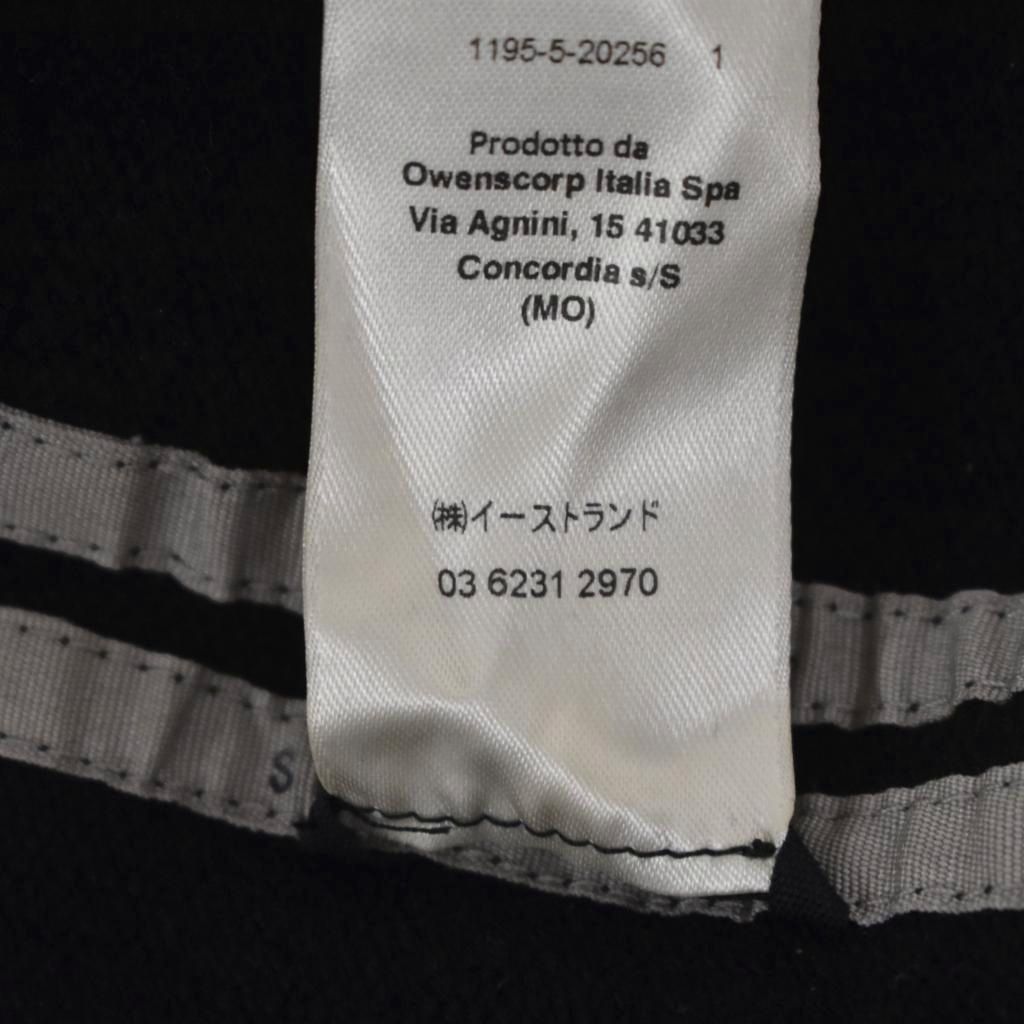 1195-5-20256 1
Prodotto da
Owenscorp Italia Spa
Via Agnini, 15 41033
Concordia s/S
(MO)
㈱イーストランド
03 6231 2970
S